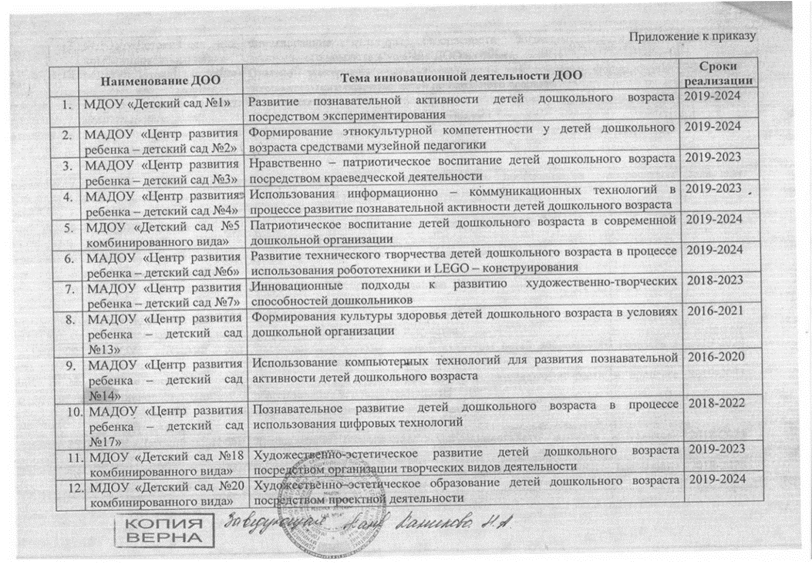 Приложение к приказу
Наименование ДОО Тема инновационной деятельности ДОО Сроки
реализации
1. МДОУ «Детский сад №1» Развитие познавательной активности детей дошкольного возраста 2019-2024
посредством экспериментирования
2. МАДОУ «Центр развития Формирование этнокультурной компетентности у детей дошкольного 2019-2024
ребенка – детский сад №2» возраста средствами музейной педагогики
3. МАДОУ «Центр развития Нравственно – патриотическое воспитание детей дошкольного возраста 2019-2023
ребенка – детский сад №3» посредством краеведческой деятельности
4. МАДОУ «Центр развития Использования информационно – коммуникационных технологий в 2019-2023
ребенка – детский сад №4» процессе развитие познавательной активности детей дошкольного возраста
5. МДОУ «Детский сад №5 Патриотическое воспитание детей дошкольного возраста в современной 2019-2024
комбинированного вида» дошкольной организации
6. МАДОУ «Центр развития Развитие технического творчества детей дошкольного возраста в процессе 2019-2024
ребенка – детский сад №6» использования робототехники и LEGO – конструирования
7. МАДОУ «Центр развития Инновационные подходы к развитию художественно-творческих 2018-2023
ребенка – детский сад №7» способностей дошкольников
8. МАДОУ «Центр развития Формирования культуры здоровья детей дошкольного возраста в условиях 2016-2021
ребенка – детский сад дошкольной организации
№13»
9. МАДОУ «Центр развития Использование компьютерных технологий для развития познавательной 2016-2020
ребенка – детский сад активности детей дошкольного возраста
№14»
10. МАДОУ «Центр развития Познавательное развитие детей дошкольного возраста в процессе 2018-2022
ребенка – детский сад использования цифровых технологий
№17»
11. МДОУ «Детский сад №18 Художественно-эстетическое развитие детей дошкольного возраста 2019-2023
комбинированного вида» посредством организации творческих видов деятельности
12. МДОУ «Детский сад №20 Художественно-эстетическое образование детей дошкольного возраста 2019-2024
комбинированного вида» посредством проектной деятельности
КОПИЯ
ВЕРНА
Заведующая